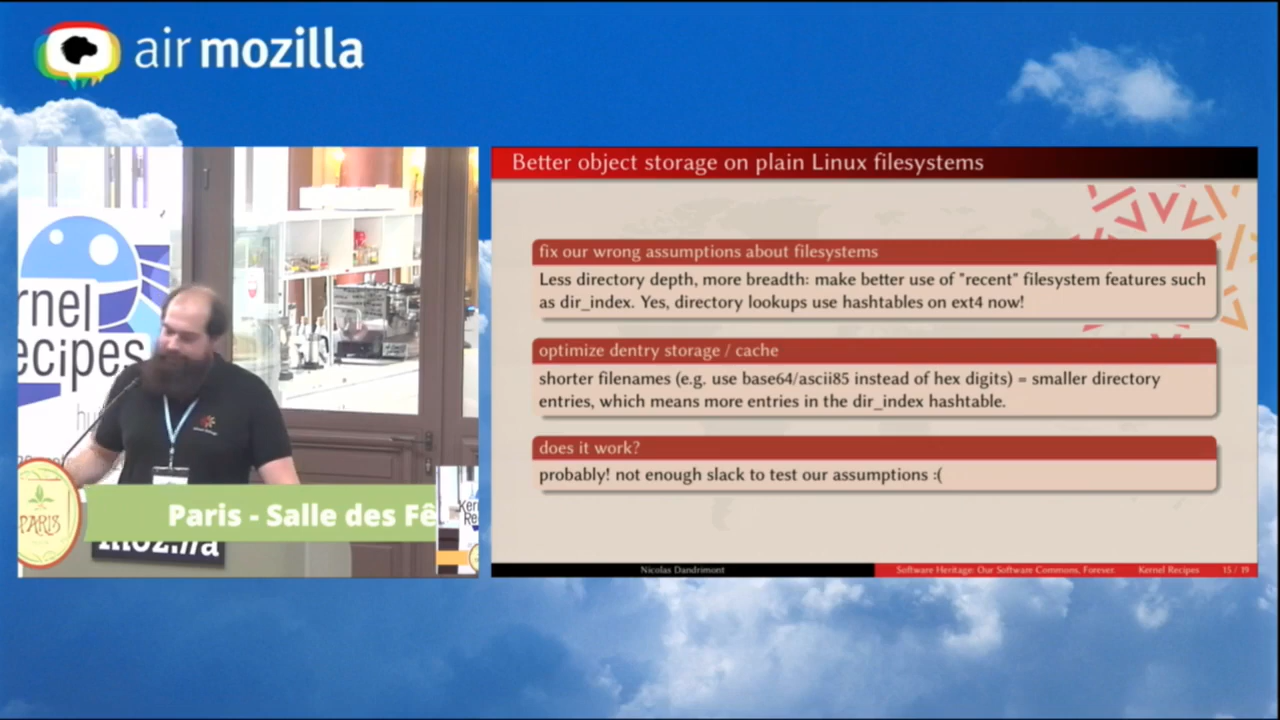 air mozilla
rnel
ecipes
Paris - Salle des Fê
PARIS
mozilla
Ker
Re
Better object storage on plain Linux filesystems
fix our wrong assumptions about filesystems
Less directory depth, more breadth: make better use of "recent" filesystem features such
as dir_index. Yes, directory lookups use hashtables on ext4 now!
optimize dentry storage / cache
shorter filenames (e.g. use base64/ascii85 instead of hex digits) = smaller directory
entries, which means more entries in the dir_index hashtable.
does it work?
probably! not enough slack to test our assumptions :(
Nicolas Dandrimont
Software Heritage: Our Software Commons, Forever.
Kernel Recipes
15 / 19